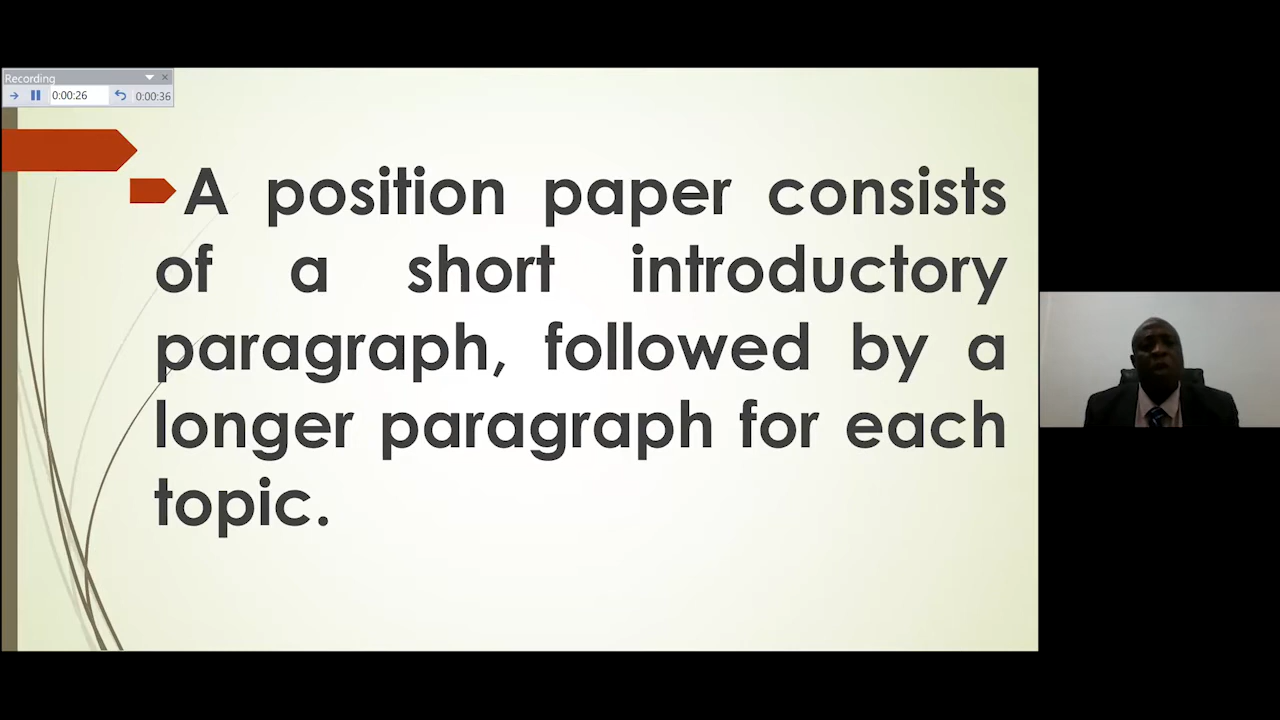 Recording
0:00:26 0:00:36
A position paper consists
of a short introductory
paragraph, followed by a
longer paragraph for each
topic.